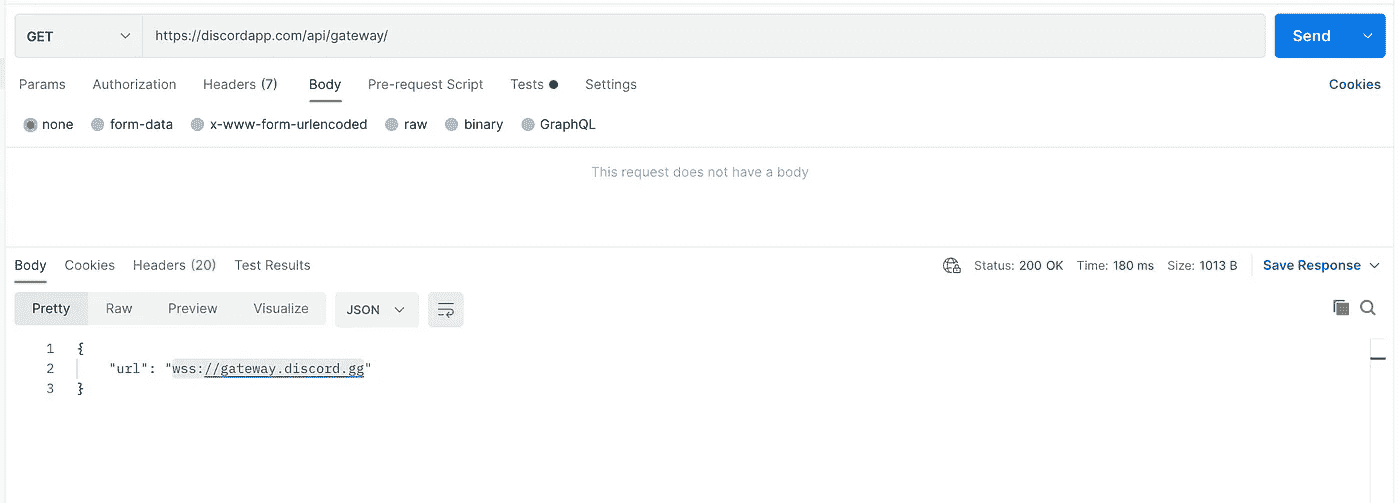 GET https://discordapp.com/api/gateway/ Send
Params Authorization Headers (7) Body Pre-request Script Tests Settings Cookies
none form-data x-www-form-urlencoded raw binary GraphQL
This request does not have a body
Body Cookies Headers (20) Test Results Status: 200 OK Time: 180 ms Size: 1013 B Save Response
Pretty Raw Preview Visualize JSON
1 {
2 "url": "wss://gateway.discord.gg"
3 }